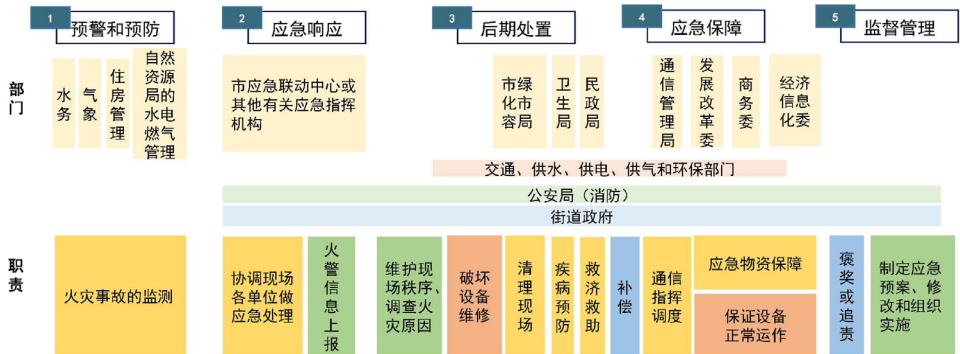 1
预警和预防
2
应急响应
3
后期处置
4
应急保障
5
监督管理
部门
水务
气象
住房管理
自然
资源
局的
水电
燃气
管理
市应急联动中心或
其他有关应急指挥
机构
市绿
化市
容局
卫生局
民政局
通信管理局
发展改革委
商务委
经济
信息
化委
交通、供水、供电、供气和环保部门
公安局（消防）
街道政府
职责
火灾事故的监测
协调现场
各单位做
应急处理
火警信息上报
维护现
场秩序、
调查火
灾原因
破坏
设备
维修
清理现场
疾病预防
救济救助
补偿
通信
指挥
调度
应急物资保障
保证设备
正常运作
褒奖或追责
制定应急
预案、修
改和组织
实施